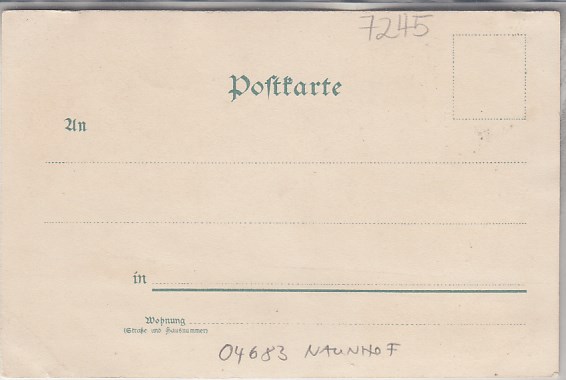 7245
Postkarte
An
in
Wohnung
(Straße und Hausnummer)
04683 NAUNHOF